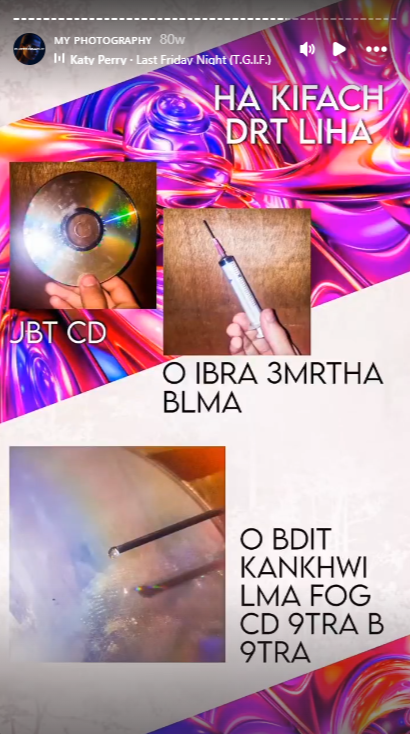 MY PHOTOGRAPHY 80w
Katy Perry · Last Friday Night (T.G.I.F.)
HA KIFACH
DRT LIHA
JBT CD
O IBRA 3MRTHA
BLMA
O BDIT
KANKHWI
LMA FOG
CD 9TRA B
9TRA